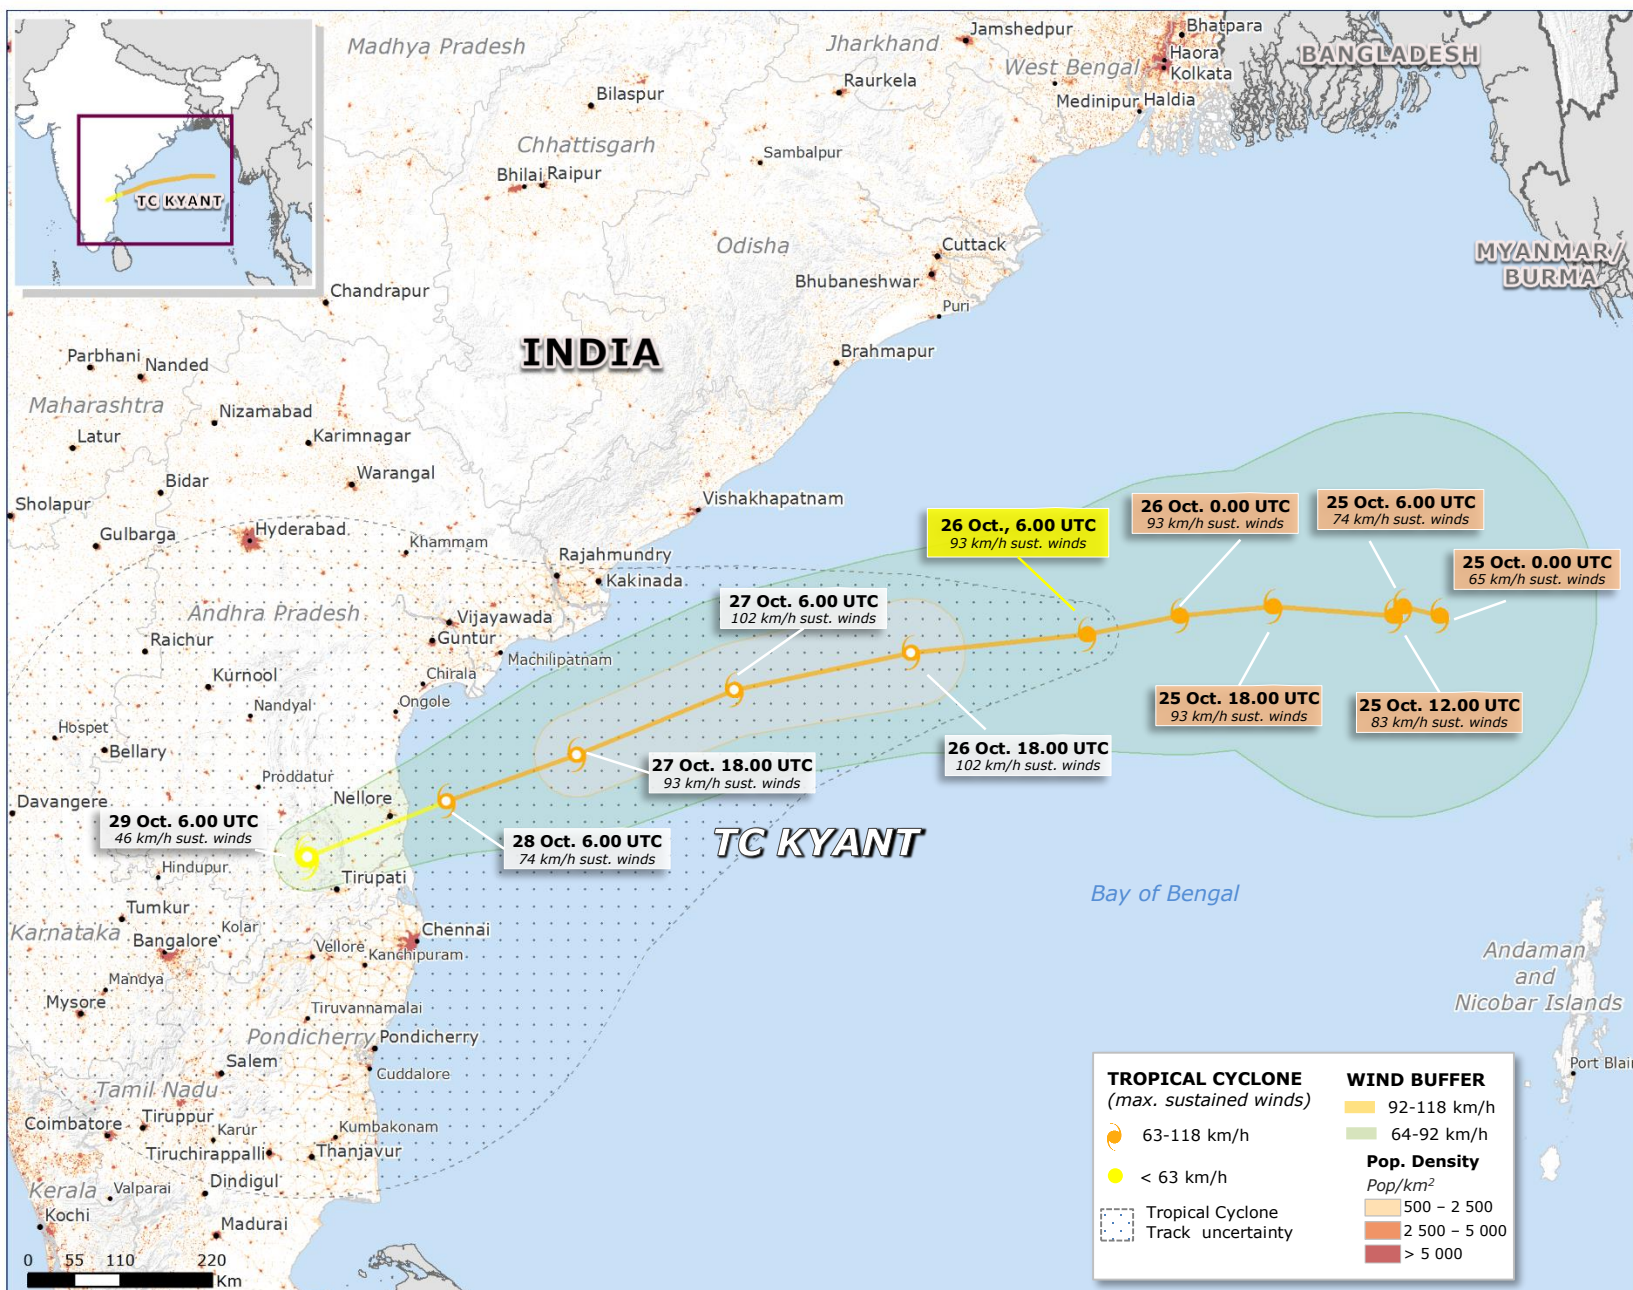 Madhya Pradesh
Jharkhand
Jamshedpur
Bhatpara
Haora
Kolkata
West Bengal
BANGLADESH
Raurkela
Medinipur
Haldia
Bilaspur
Chhattisgarh
Sambalpur
Bhilai
Raipur
TC KYANT
Odisha
Cuttack
Bhubaneshwar
Puri
MYANMAR/
BURMA
Chandrapur
INDIA
Brahmapur
Parbhani
Nanded
Maharashtra
Nizamabad
Latur
Karimnagar
Warangal
Bidar
Sholapur
Vishakhapatnam
Gulbarga
Hyderabad
Khammam
Rajahmundry
Kakinada
26 Oct., 6.00 UTC
93 km/h sust. winds
26 Oct. 0.00 UTC
93 km/h sust. winds
25 Oct. 6.00 UTC
74 km/h sust. winds
25 Oct. 0.00 UTC
65 km/h sust. winds
27 Oct. 6.00 UTC
102 km/h sust. winds
Andhra Pradesh
Vijayawada
Raichur
Guntur
Machilipatnam
Kurnool
Chirala
Nandyal
Ongole
25 Oct. 18.00 UTC
93 km/h sust. winds
25 Oct. 12.00 UTC
83 km/h sust. winds
Hospet
Bellary
26 Oct. 18.00 UTC
102 km/h sust. winds
27 Oct. 18.00 UTC
93 km/h sust. winds
Proddatur
Davangere
Nellore
29 Oct. 6.00 UTC
46 km/h sust. winds
28 Oct. 6.00 UTC
74 km/h sust. winds
TC KYANT
Hindupur
Tirupati
Bay of Bengal
Tumkur
Karnataka
Kolar
Bangalore
Chennai
Vellore
Kanchipuram
Andaman
and
Nicobar Islands
Mandya
Mysore
Tiruvannamalai
Pondicherry
Pondicherry
Salem
Cuddalore
Port Blair
Tamil Nadu
Tiruppur
Coimbatore
Karur
Kumbakonam
Tiruchirappalli
Thanjavur
Kerala
Valparai
Dindigul
Kochi
Madurai
0 55 110 220
Km
TROPICAL CYCLONE
(max. sustained winds)
63-118 km/h
< 63 km/h
Tropical Cyclone
Track uncertainty
WIND BUFFER
92-118 km/h
64-92 km/h
Pop. Density
Pop/km²
500 – 2 500
2 500 – 5 000
> 5 000